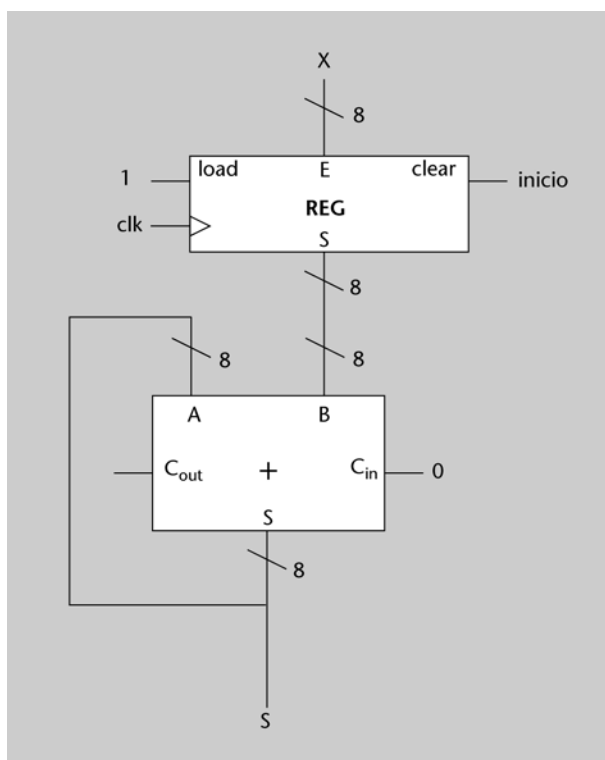 X
8
load E clear
1 inicio
REG
clk
S
8
8 8
A B
Cout + Cin 0
S
8
S